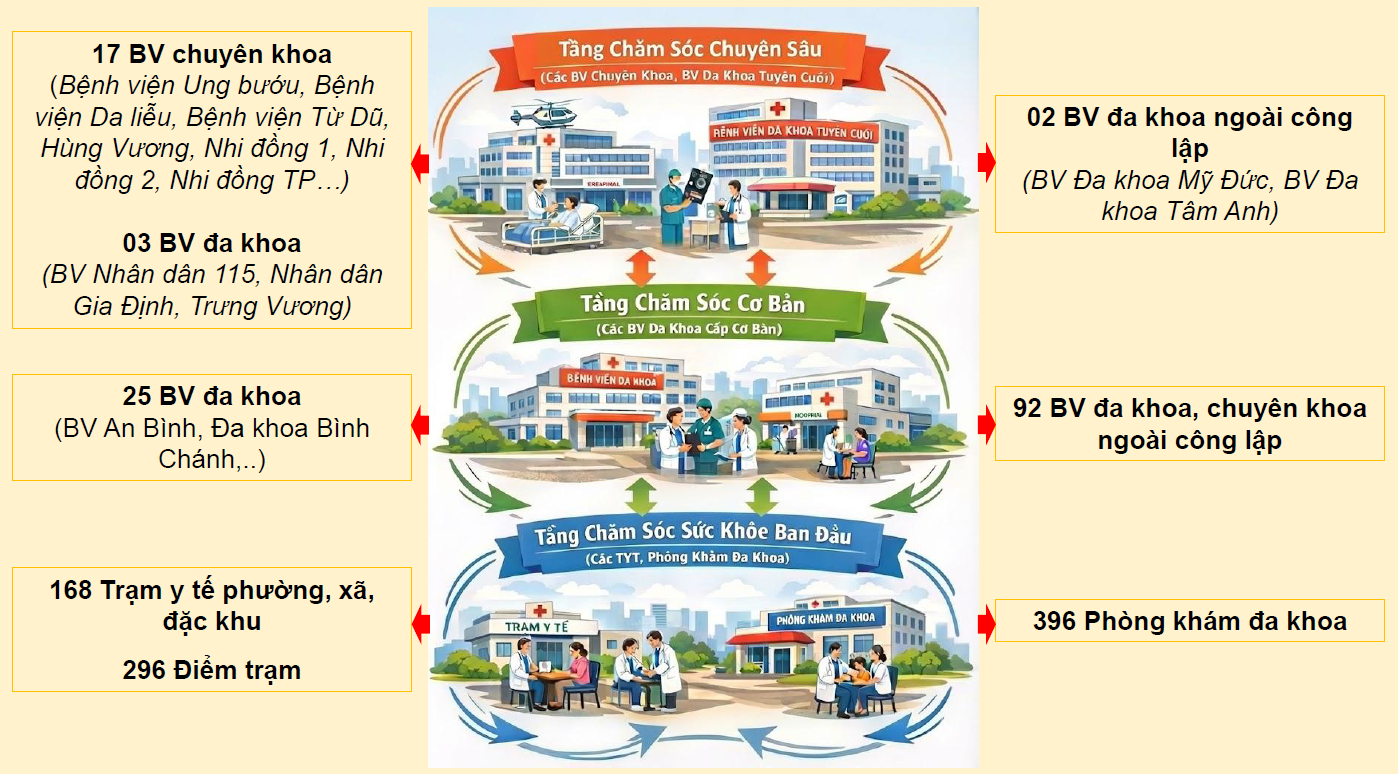 17 BV chuyên khoa
(Bệnh viện Ung bướu, Bệnh
viện Da liễu, Bệnh viện Từ Dũ,
Hùng Vương, Nhi đồng 1, Nhi
đồng 2, Nhi đồng TP…)
03 BV đa khoa
(BV Nhân dân 115, Nhân dân
Gia Định, Trưng Vương)
25 BV đa khoa
(BV An Bình, Đa khoa Bình
Chánh,..)
168 Trạm y tế phường, xã,
đặc khu
296 Điểm trạm
Tầng Chăm Sóc Chuyên Sâu
(Các BV Chuyên Khoa, BV Da Khoa Tuyên Cuối)
BỆNH VIỆN DA KHOA TUYẾN CUỐI
Tầng Chăm Sóc Cơ Bản
(Các BV Da Khoa Cấp Cơ Bản)
BỆNH VIỆN DA KHOA
Tầng Chăm Sóc Sức Khỏe Ban Đầu
(Các TYT, Phòng Khàm Đa Khoa)
TRẠM Y TẾ
PHÒNG KHÁM ĐA KHOA
02 BV đa khoa ngoài công
lập
(BV Đa khoa Mỹ Đức, BV Đa
khoa Tâm Anh)
92 BV đa khoa, chuyên khoa
ngoài công lập
396 Phòng khám đa khoa